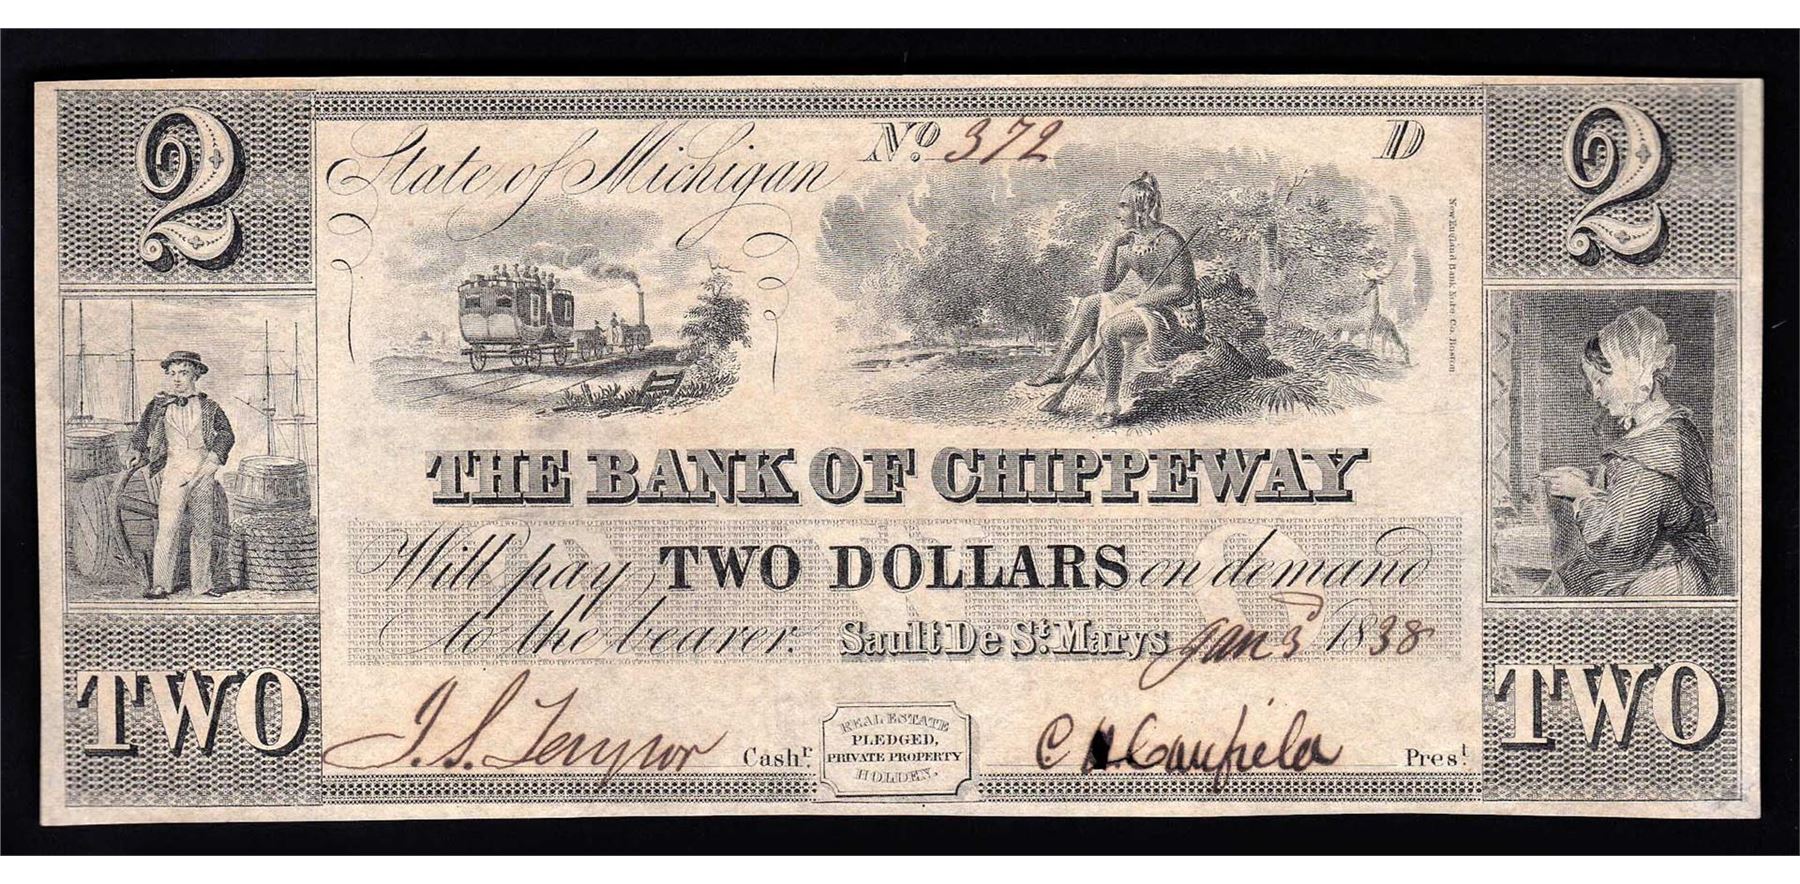 2
State of Michigan
No. 372
D
2
New England Bank Note Co. Boston
THE BANK OF CHIPPEWAY
Will pay TWO DOLLARS on demand
to the bearer. Sault De St. Marys Jan 3 1838
TWO
TWO
J. S.
Cashr.
REAL ESTATE
PLEDGED,
PRIVATE PROPERTY
HOLDEN.
C Canfield
Prest.